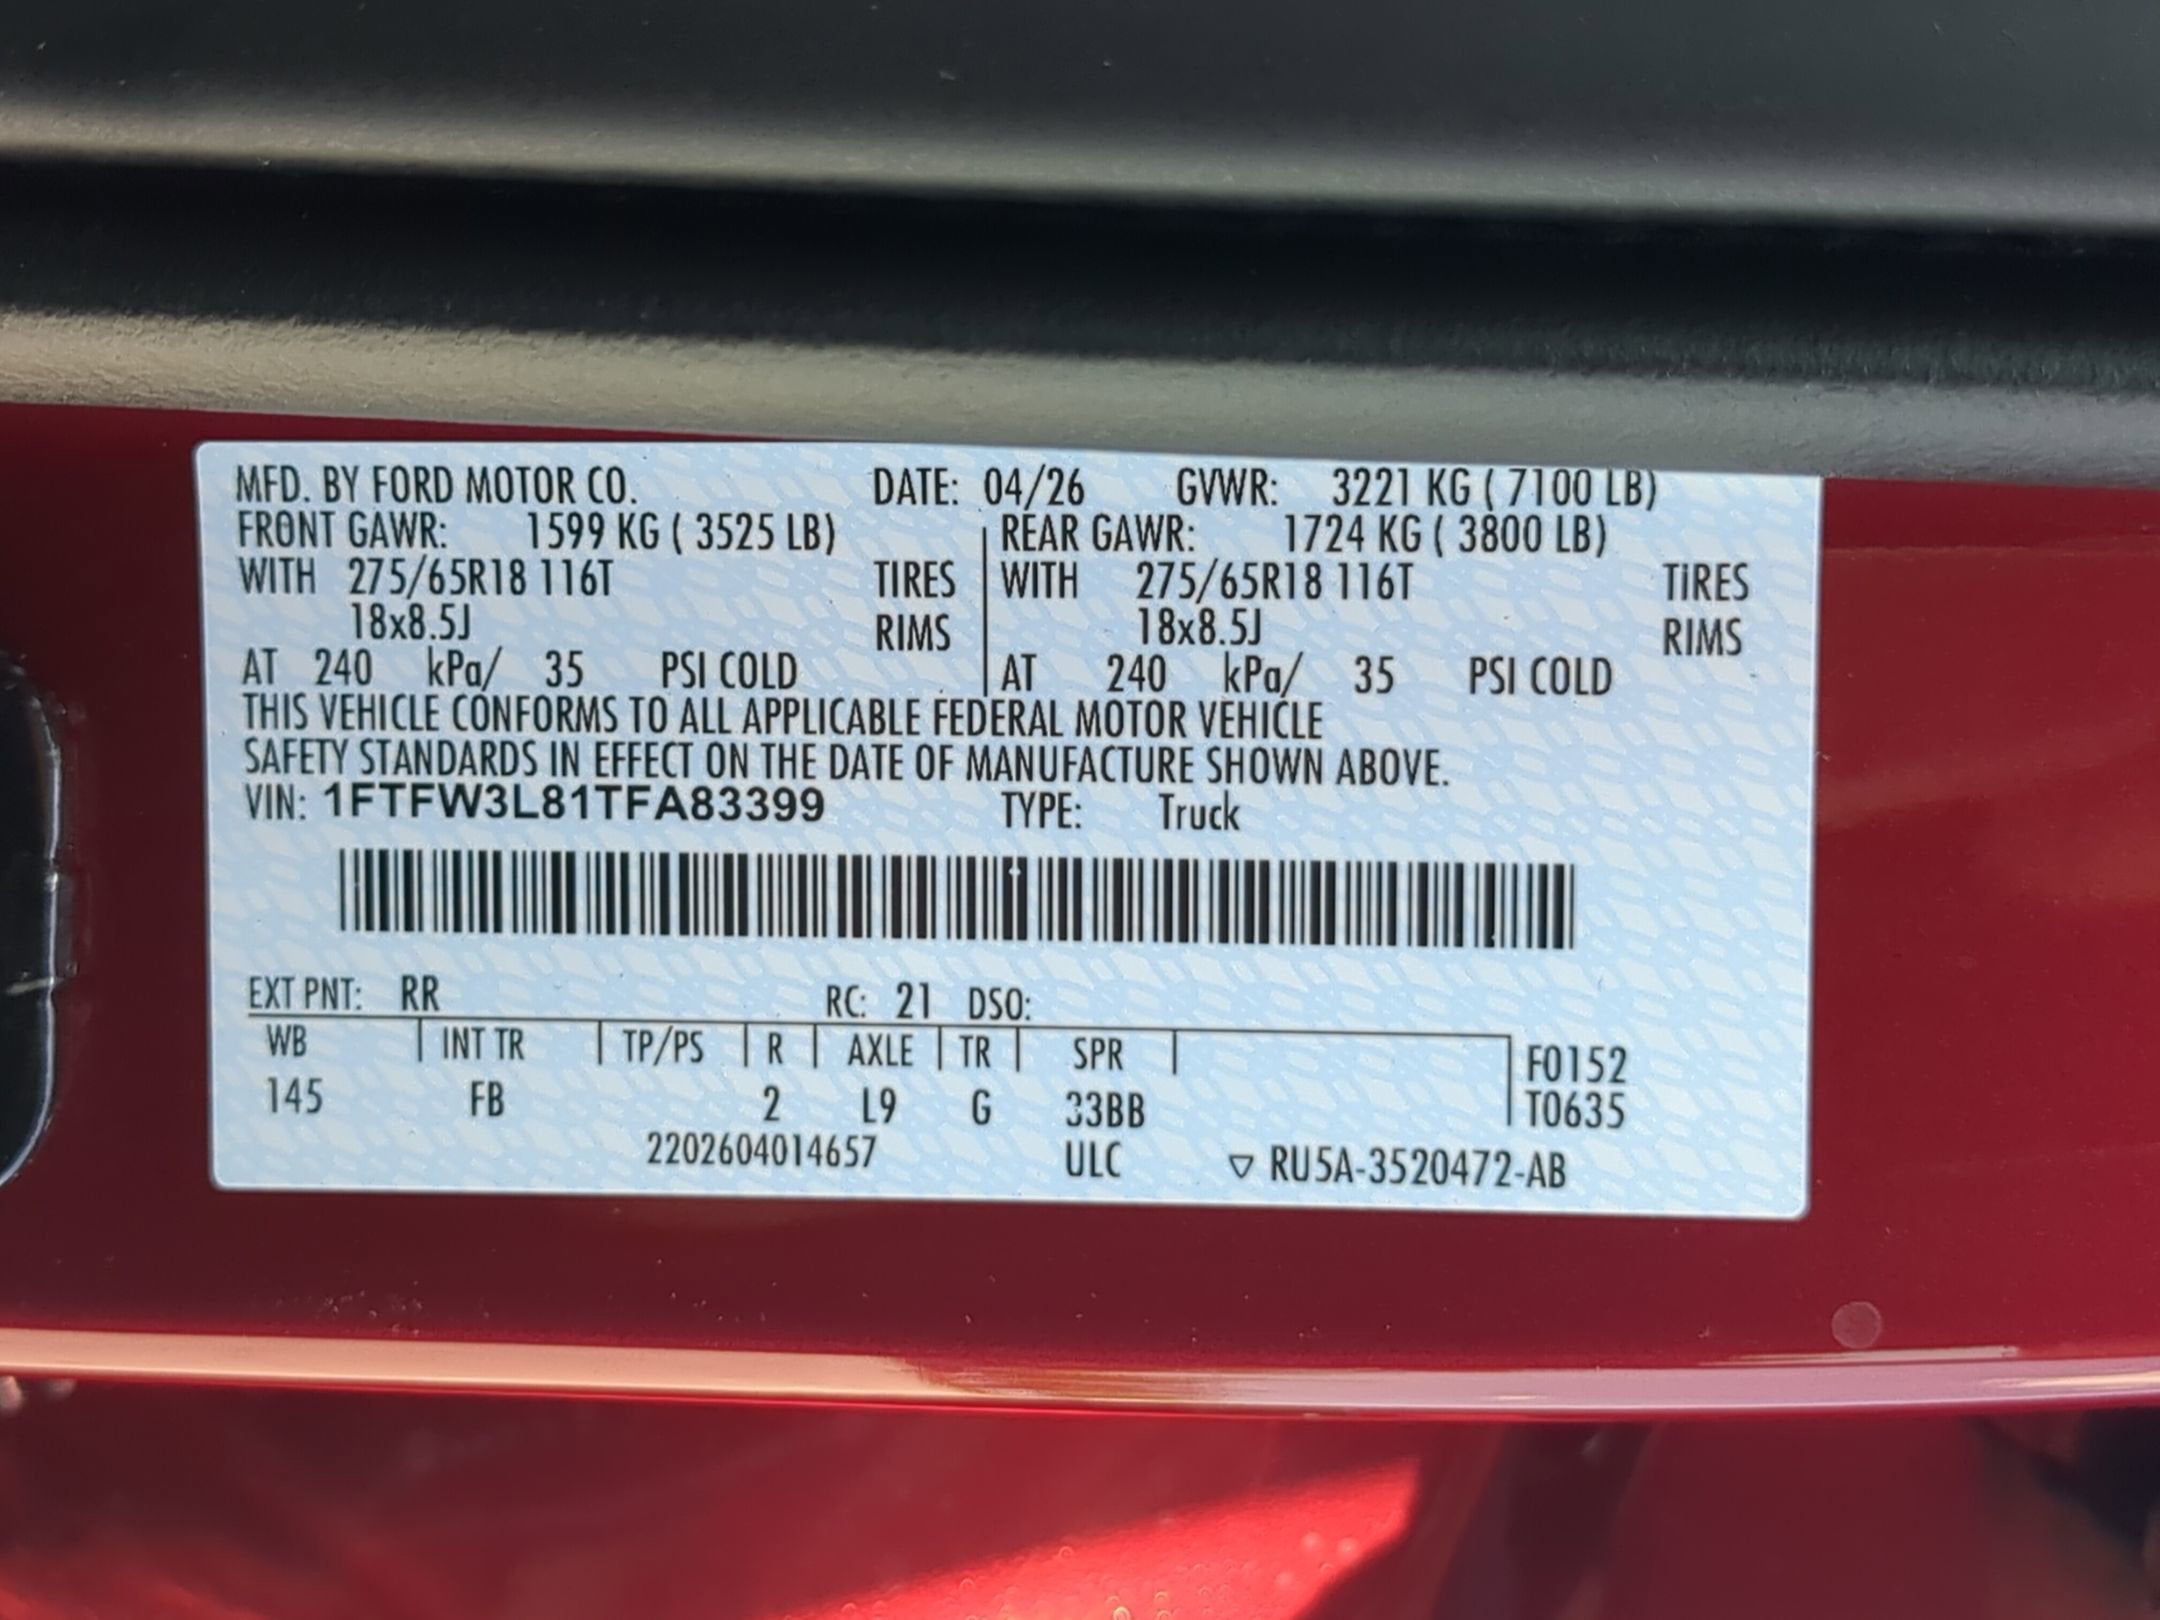 MFD. BY FORD MOTOR CO. DATE: 04/26 GVWR: 3221 KG ( 7100 LB)
FRONT GAWR: 1599 KG ( 3525 LB) REAR GAWR: 1724 KG ( 3800 LB)
WITH 275/65R18 116T TIRES WITH 275/65R18 116T TIRES
18x8.5J RIMS 18x8.5J RIMS
AT 240 kPa/ 35 PSI COLD AT 240 kPa/ 35 PSI COLD
THIS VEHICLE CONFORMS TO ALL APPLICABLE FEDERAL MOTOR VEHICLE
SAFETY STANDARDS IN EFFECT ON THE DATE OF MANUFACTURE SHOWN ABOVE.
VIN: 1FTFW3L81TFA83399 TYPE: Truck
EXT PNT: RR RC: 21 DSO:
WB INT TR TP/PS R AXLE TR SPR F0152
145 FB 2 L9 G 33BB T0635
2202604014657 ULC ▽ RU5A-3520472-AB